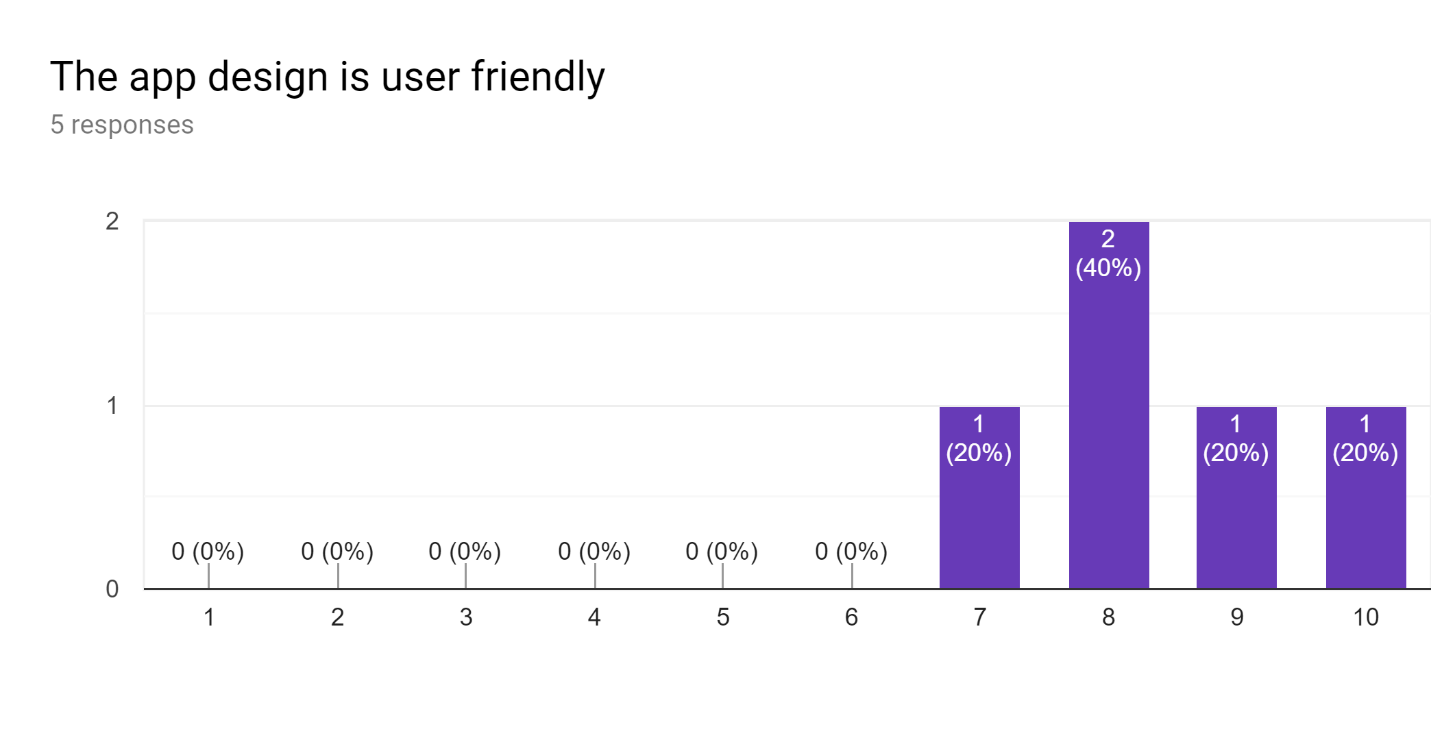 The app design is user friendly
5 responses
2
2
(40%)
1
1
(20%)
1
(20%)
1
(20%)
0 (0%) 0 (0%) 0 (0%) 0 (0%) 0 (0%) 0 (0%)
0
1 2 3 4 5 6 7 8 9 10